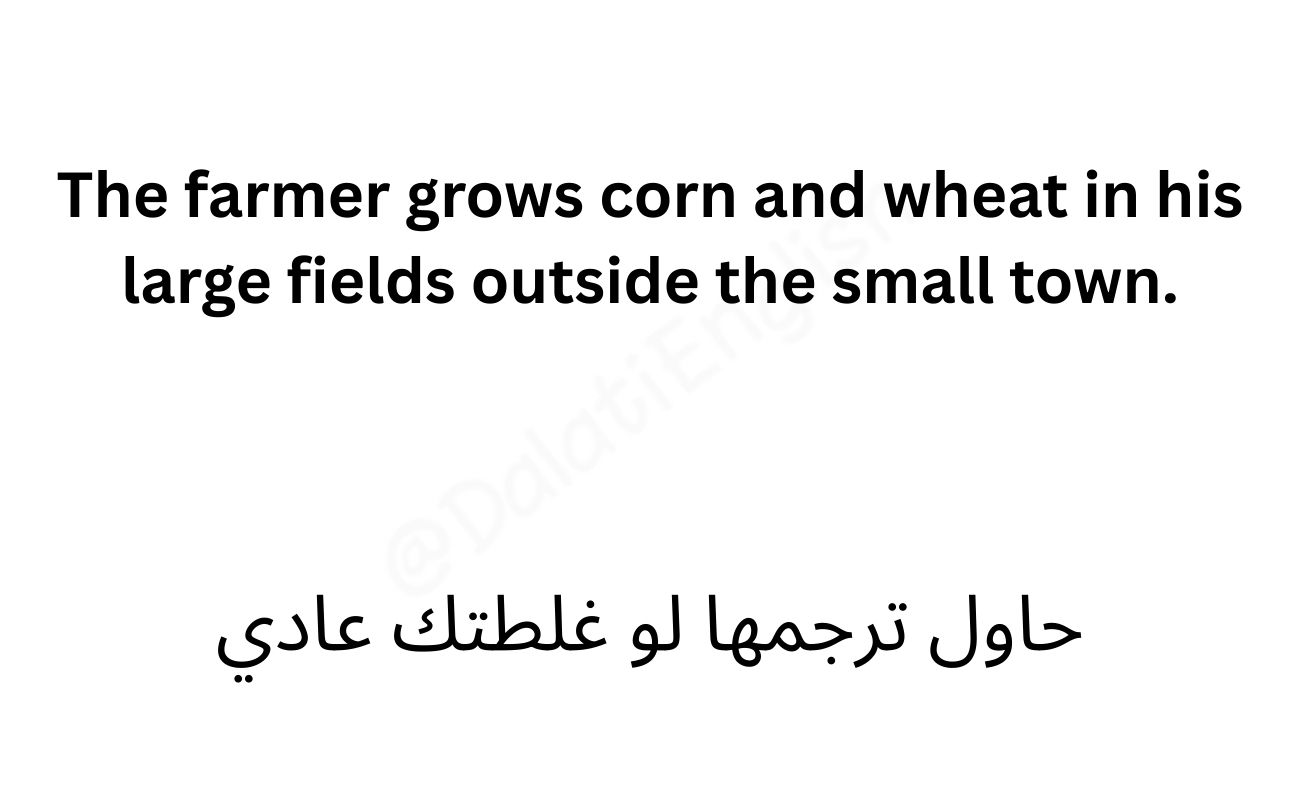 The farmer grows corn and wheat in his
large fields outside the small town.
@DalatiEnglish
حاول ترجمها لو غلطتك عادي